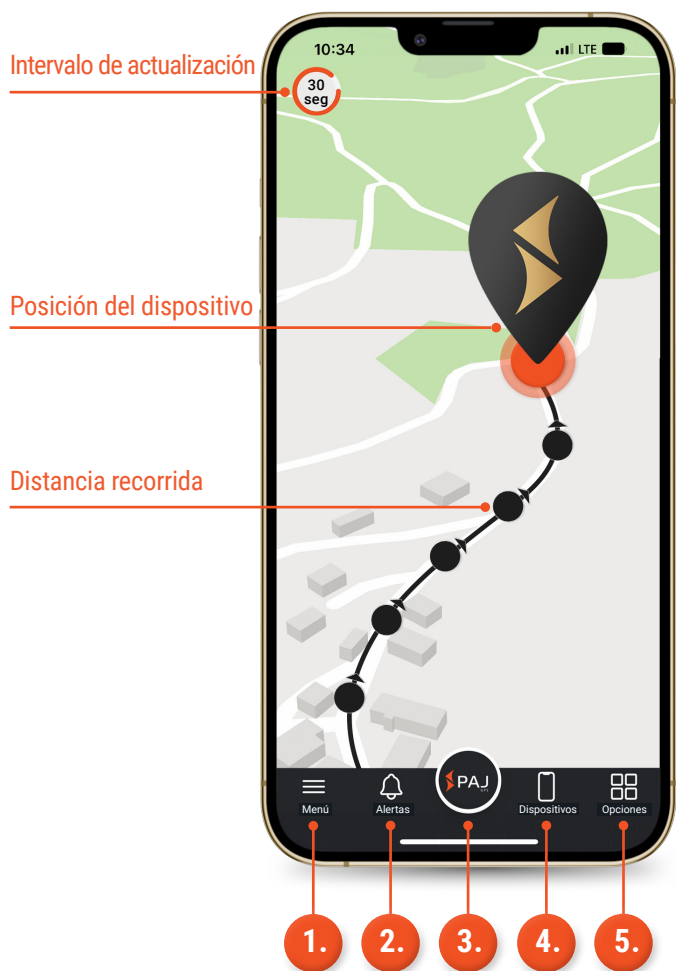 10:34
LTE
Intervalo de actualización
30
seg
Posición del dispositivo
Distancia recorrida
PAJ
GPS
Menú
Alertas
Dispositivos
Opciones
1.
2.
3.
4.
5.